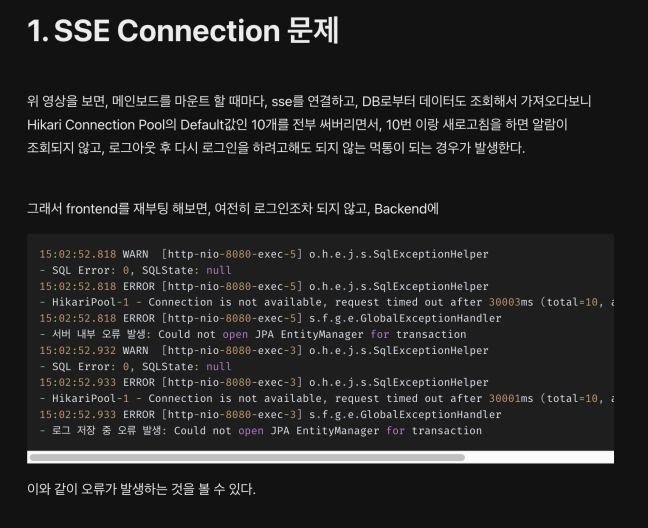 1. SSE Connection 문제
위 영상을 보면, 메인보드를 마운트 할 때마다, sse를 연결하고, DB로부터 데이터도 조회해서 가져오다보니
Hikari Connection Pool의 Default값인 10개를 전부 써버리면서, 10번 이랑 새로고침을 하면 알람이
조회되지 않고, 로그아웃 후 다시 로그인을 하려고해도 되지 않는 먹통이 되는 경우가 발생한다.
그래서 frontend를 재부팅 해보면, 여전히 로그인조차 되지 않고, Backend에
15:02:52.818 WARN  [http-nio-8080-exec-5] o.h.e.j.s.SqlExceptionHelper
- SQL Error: 0, SQLState: null
15:02:52.818 ERROR [http-nio-8080-exec-5] o.h.e.j.s.SqlExceptionHelper
- HikariPool-1 - Connection is not available, request timed out after 30003ms (total=10, a
15:02:52.818 ERROR [http-nio-8080-exec-5] s.f.g.e.GlobalExceptionHandler
- 서버 내부 오류 발생: Could not open JPA EntityManager for transaction
15:02:52.932 WARN  [http-nio-8080-exec-3] o.h.e.j.s.SqlExceptionHelper
- SQL Error: 0, SQLState: null
15:02:52.933 ERROR [http-nio-8080-exec-3] o.h.e.j.s.SqlExceptionHelper
- HikariPool-1 - Connection is not available, request timed out after 30001ms (total=10, a
15:02:52.933 ERROR [http-nio-8080-exec-3] s.f.g.e.GlobalExceptionHandler
- 로그 저장 중 오류 발생: Could not open JPA EntityManager for transaction
이와 같이 오류가 발생하는 것을 볼 수 있다.